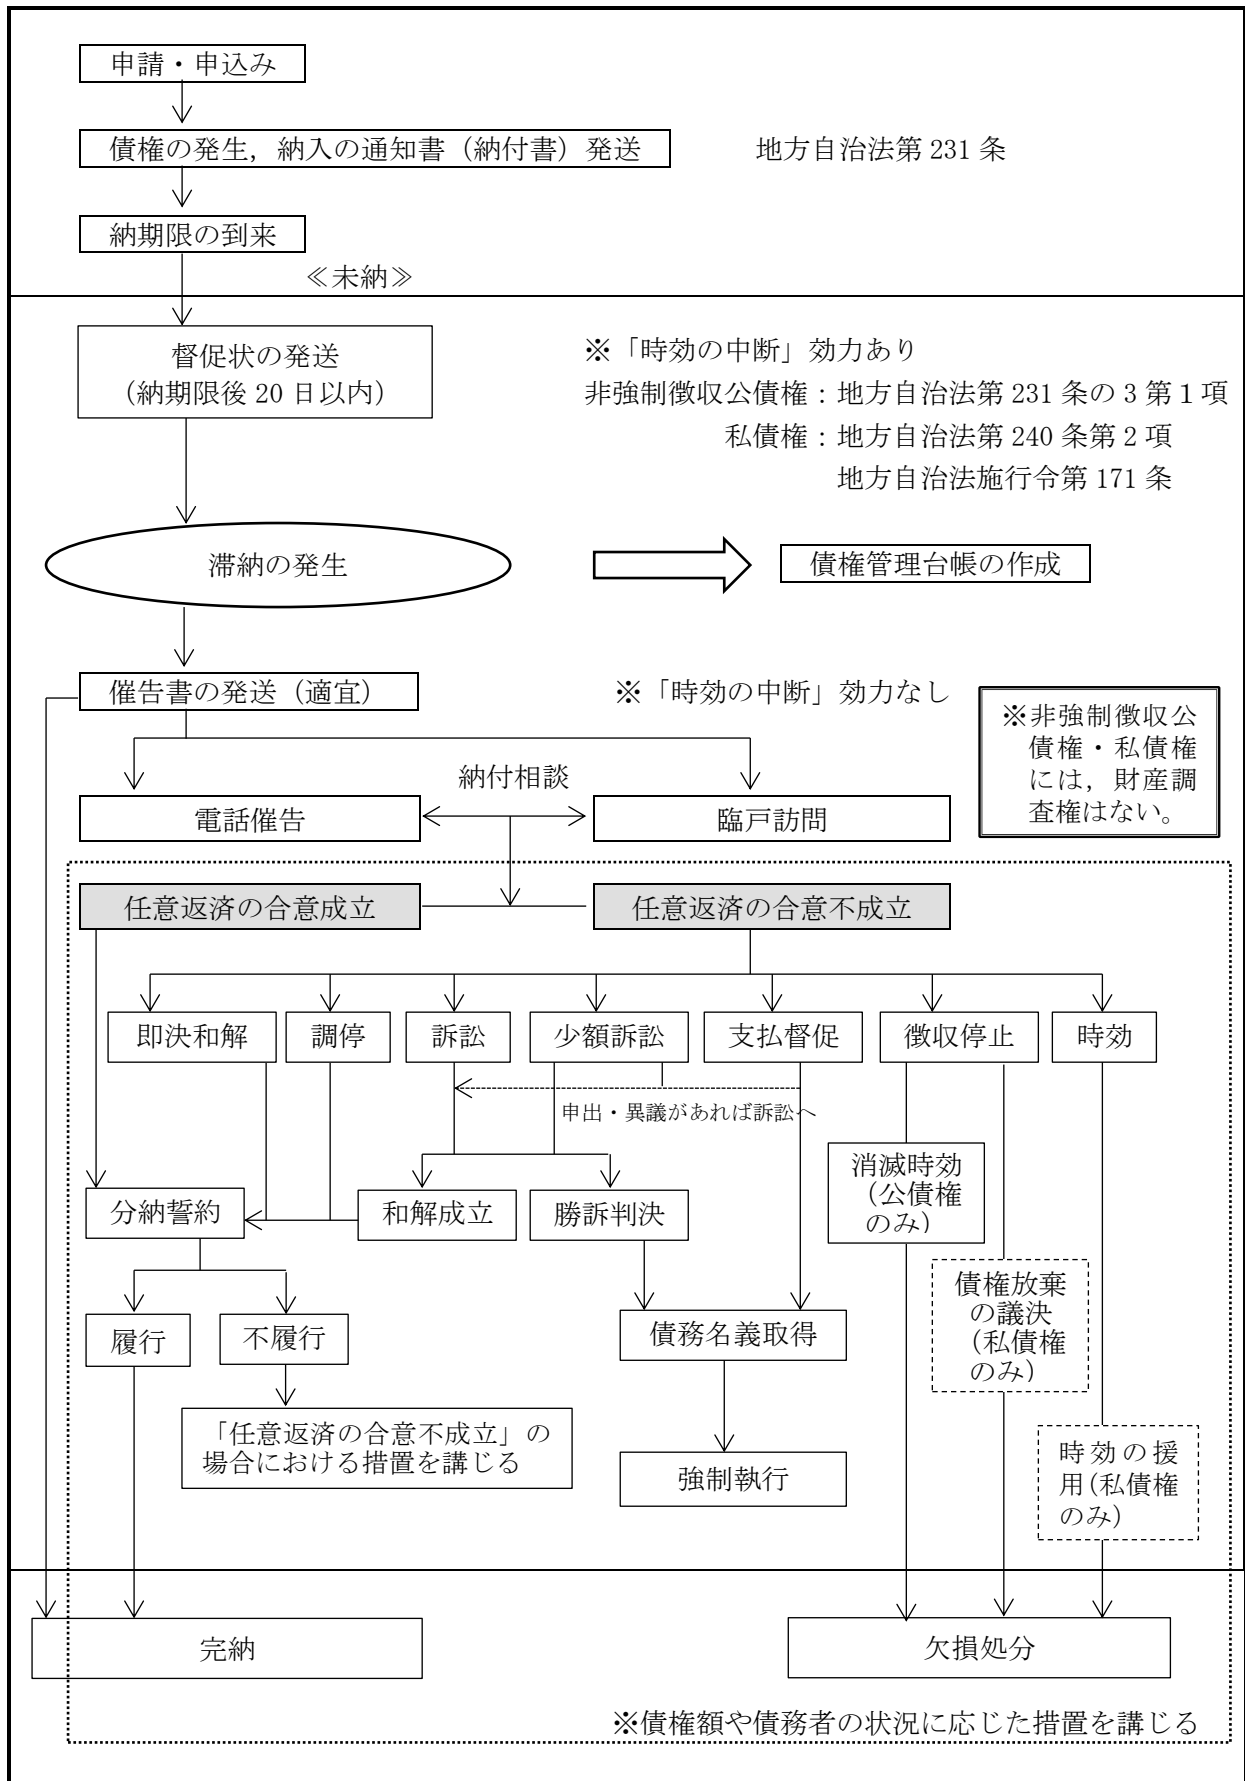 申請・申込み
債権の発生，納入の通知書（納付書）発送
地方自治法第 231 条
納期限の到来
≪未納≫
督促状の発送
（納期限後 20 日以内）
※「時効の中断」効力あり
非強制徴収公債権：地方自治法第 231 条の 3 第１項
私債権：地方自治法第 240 条第 2 項
地方自治法施行令第 171 条
滞納の発生
債権管理台帳の作成
催告書の発送（適宜）
※「時効の中断」効力なし
※非強制徴収公
債権・私債権
には，財産調
査権はない。
納付相談
電話催告
臨戸訪問
任意返済の合意成立
任意返済の合意不成立
即決和解
調停
訴訟
少額訴訟
支払督促
徴収停止
時効
申出・異議があれば訴訟へ
消滅時効
（公債権
のみ）
分納誓約
和解成立
勝訴判決
債権放棄
の議決
（私債権
のみ）
履行
不履行
債務名義取得
「任意返済の合意不成立」の
場合における措置を講じる
時効の援
用（私債権
のみ）
強制執行
完納
欠損処分
※債権額や債務者の状況に応じた措置を講じる